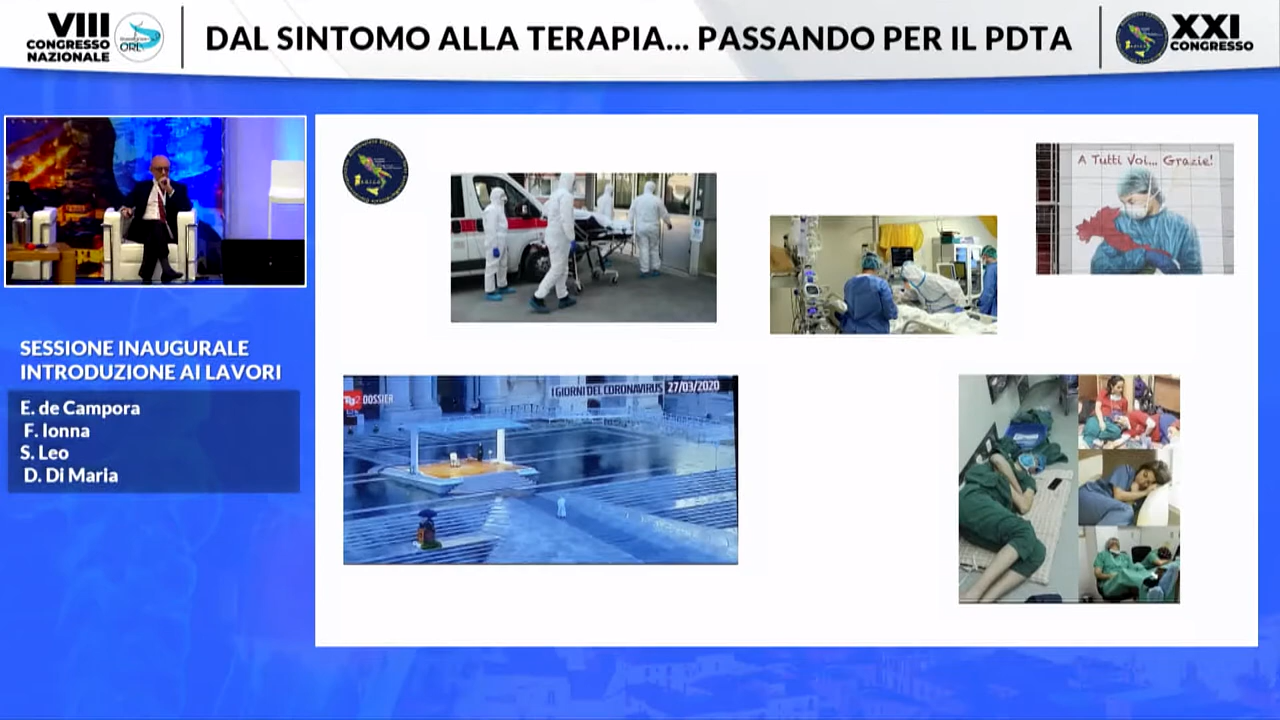 VIII
CONGRESSO
NAZIONALE
ORL
DAL SINTOMO ALLA TERAPIA... PASSANDO PER IL PDTA
XXI
CONGRESSO
A Tutti Voi... Grazie!
SESSIONE INAUGURALE
INTRODUZIONE AI LAVORI
E. de Campora
F. Ionna
S. Leo
D. Di Maria
DOSSIER
I GIORNI DEL CORONAVIRUS 27/03/2020